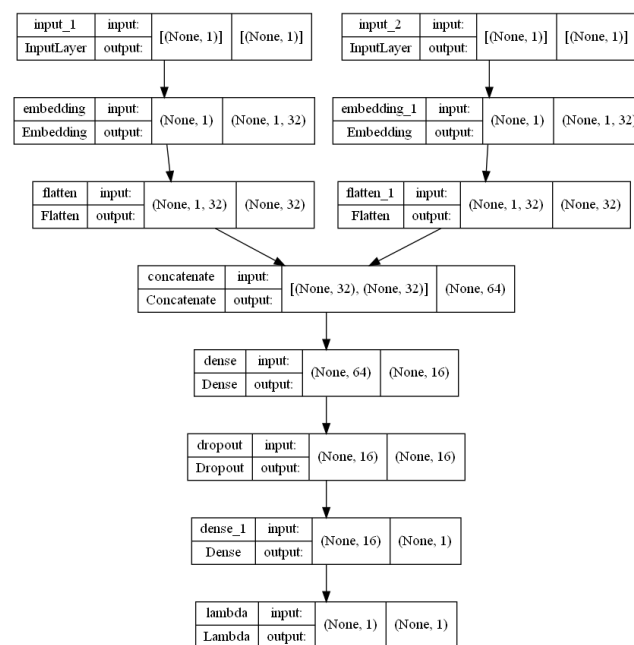 input_1 input: [(None, 1)] [(None, 1)]
InputLayer output:
input_2 input: [(None, 1)] [(None, 1)]
InputLayer output:
embedding input: (None, 1) (None, 1, 32)
Embedding output:
embedding_1 input: (None, 1) (None, 1, 32)
Embedding output:
flatten input: (None, 1, 32) (None, 32)
Flatten output:
flatten_1 input: (None, 1, 32) (None, 32)
Flatten output:
concatenate input: [(None, 32), (None, 32)] (None, 64)
Concatenate output:
dense input: (None, 64) (None, 16)
Dense output:
dropout input: (None, 16) (None, 16)
Dropout output:
dense_1 input: (None, 16) (None, 1)
Dense output:
lambda input: (None, 1) (None, 1)
Lambda output: